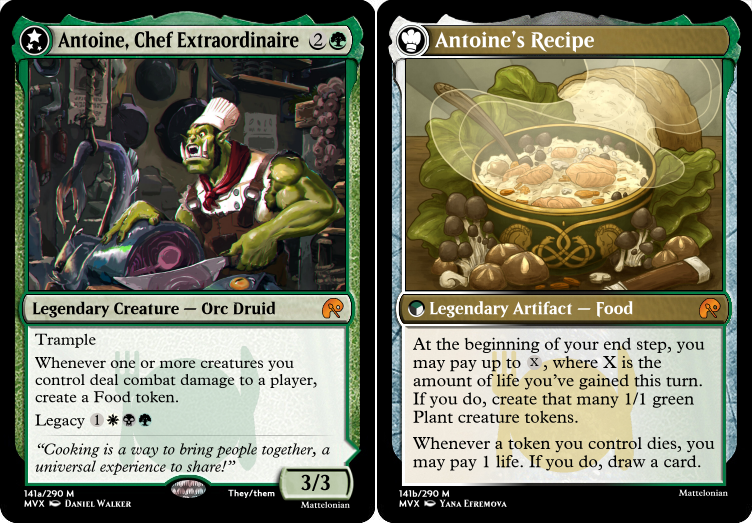 Antoine, Chef Extraordinaire 2
Legendary Creature — Orc Druid
Trample
Whenever one or more creatures you
control deal combat damage to a player,
create a Food token.
Legacy 1
“Cooking is a way to bring people together, a
universal experience to share!”
3/3
141a/290 M
They/them
MVX Daniel Walker
Mattelonian
Antoine's Recipe
Legendary Artifact — Food
At the beginning of your end step, you
may pay up to X, where X is the
amount of life you've gained this turn.
If you do, create that many 1/1 green
Plant creature tokens.
Whenever a token you control dies, you
may pay 1 life. If you do, draw a card.
141b/290 M
Mattelonian
MVX Yana Efremova